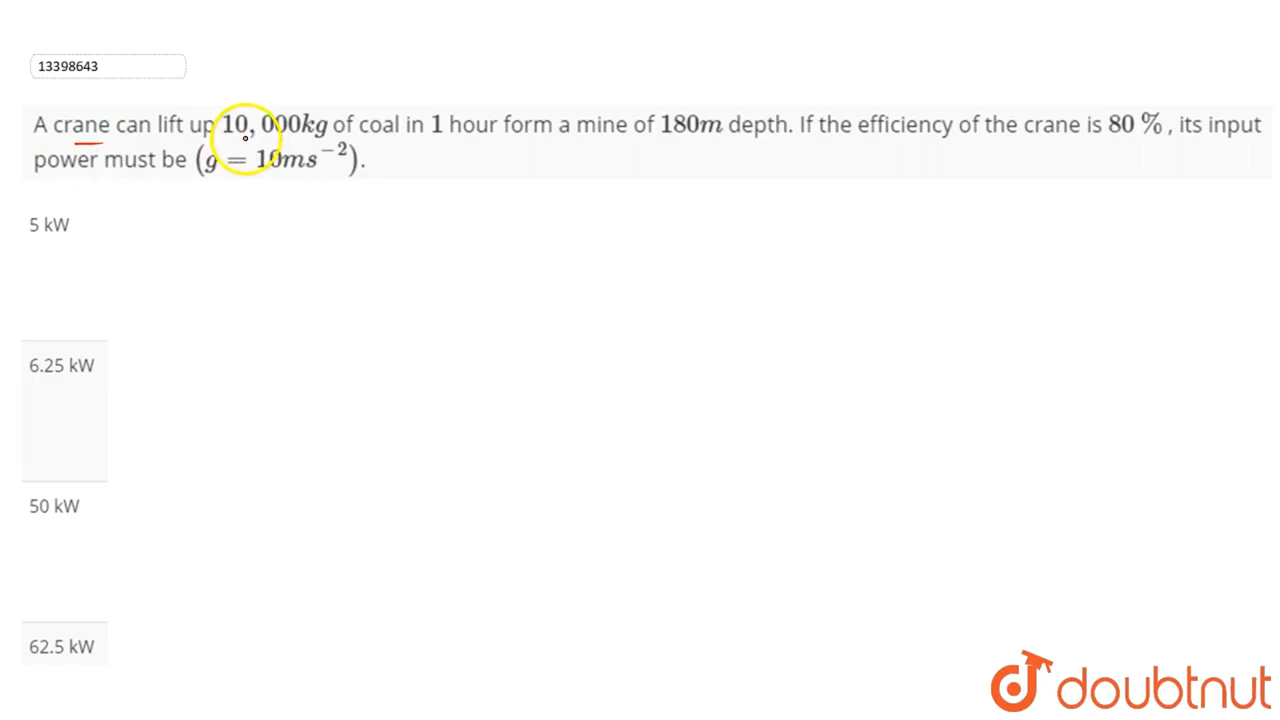 13398643
A crane can lift up 10, 000kg of coal in 1 hour form a mine of 180m depth. If the efficiency of the crane is 80 % , its input
power must be (g = 10ms⁻²).
5 kW
6.25 kW
50 kW
62.5 kW
doubtnut